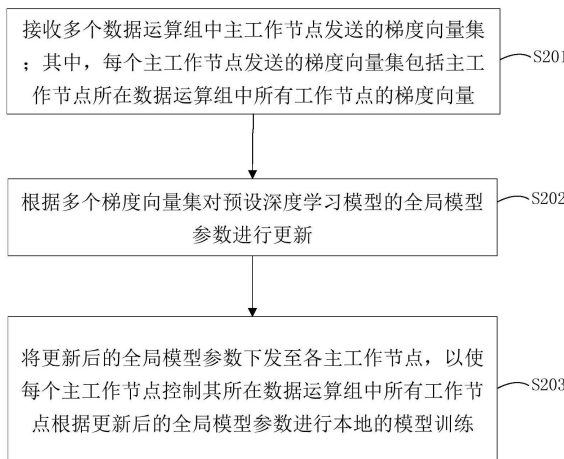 接收多个数据运算组中主工作节点发送的梯度向量集
；其中，每个主工作节点发送的梯度向量集包括主工
作节点所在数据运算组中所有工作节点的梯度向量
S201
根据多个梯度向量集对预设深度学习模型的全局模型
参数进行更新
S202
将更新后的全局模型参数下发至各主工作节点，以使
每个主工作节点控制其所在数据运算组中所有工作节
点根据更新后的全局模型参数进行本地的模型训练
S203